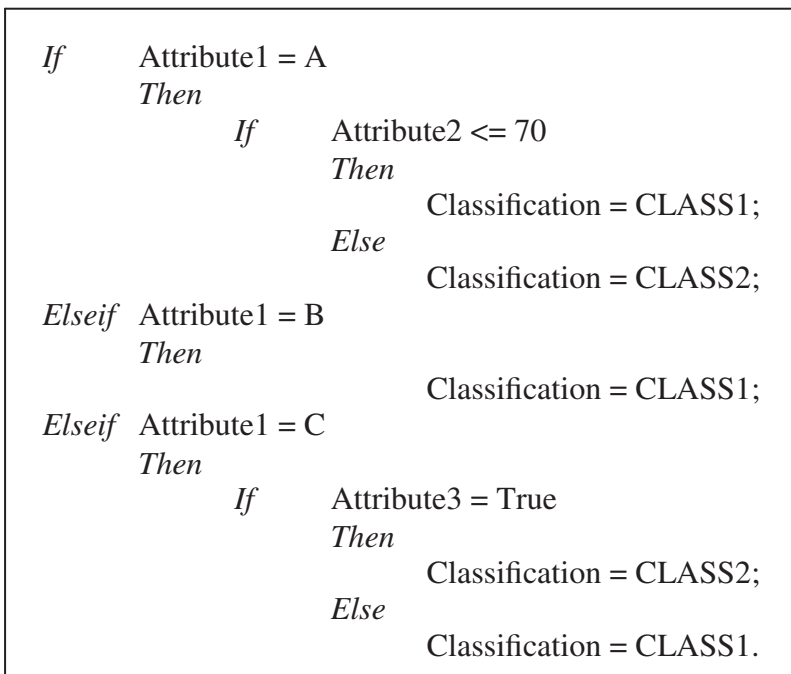 If Attribute1 = A
Then
If Attribute2 <= 70
Then
Classification = CLASS1;
Else
Classification = CLASS2;
Elseif Attribute1 = B
Then
Classification = CLASS1;
Elseif Attribute1 = C
Then
If Attribute3 = True
Then
Classification = CLASS2;
Else
Classification = CLASS1.